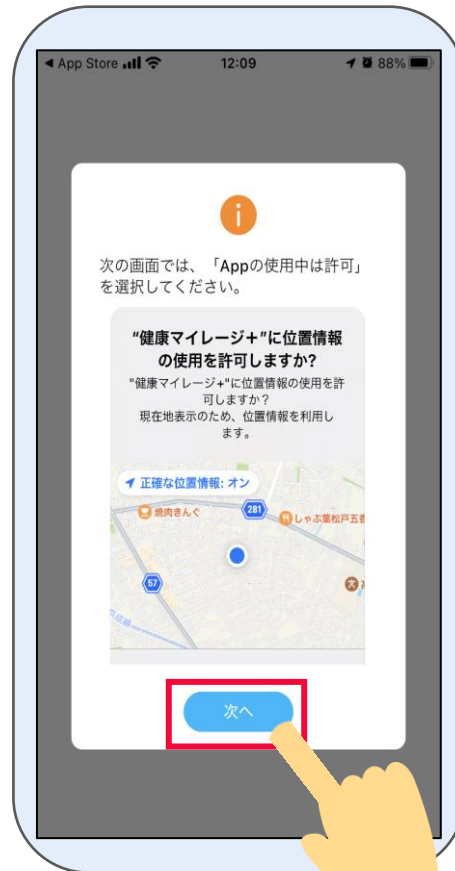 ◀ App Store 12:09 88%
i
次の画面では、「Appの使用中は許可」
を選択してください。
“健康マイレージ＋”に位置情報
の使用を許可しますか?
"健康マイレージ+"に位置情報の使用を許
可しますか？
現在地表示のため、位置情報を利用し
ます。
正確な位置情報: オン
焼肉きんぐ
281
しゃぶ葉松戸五香
57
京成線
次へ